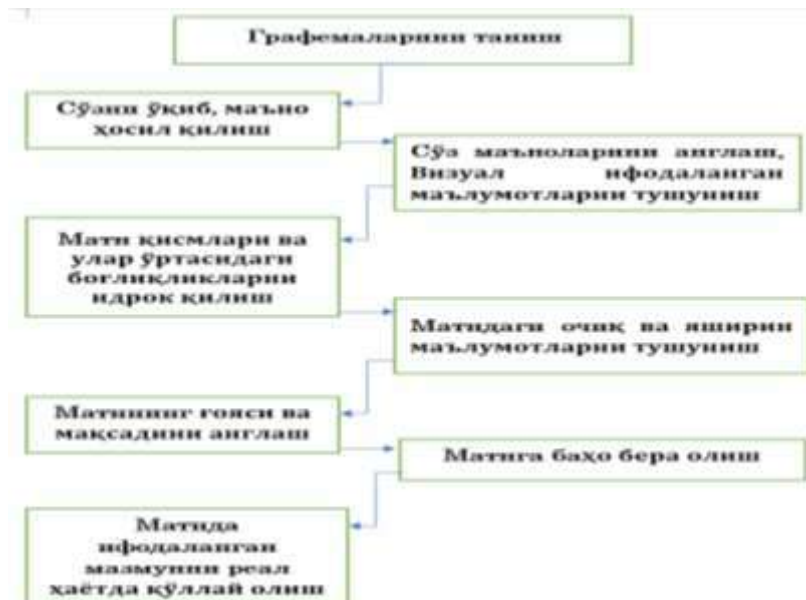 Графемаларнини таниш
Сўзни ўқиб, маъно
ҳосил қилиш
Сўз маъноларини англаш,
Визуал ифодаланган
маълумотларни тушуниш
Матн қисмлари ва
улар ўртасидаги
боғлиқликларни
идрок қилиш
Матндаги очиқ ва яширин
маълумотларни тушуниш
Матннинг ғояси ва
мақсадини англаш
Матнга баҳо бера олиш
Матнда
ифодаланган
мазмунни реал
ҳаётда қўллай олиш